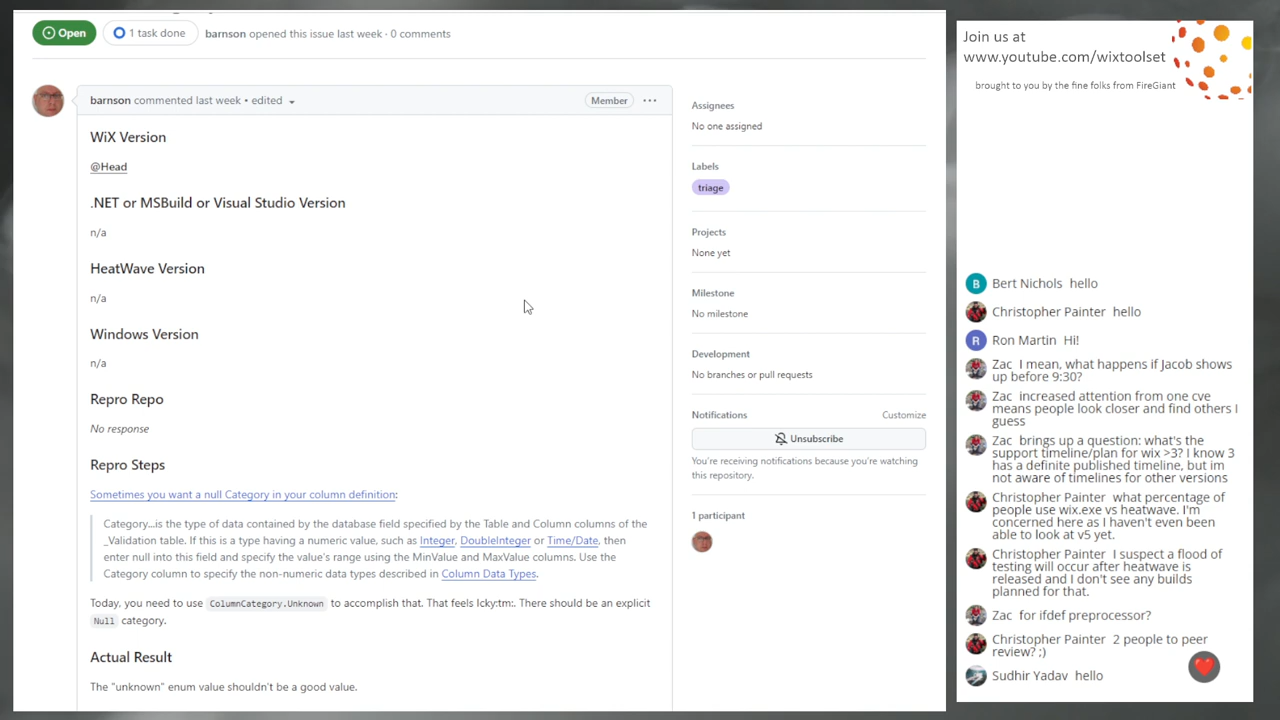 Open
1 task done
barnson opened this issue last week · 0 comments
barnson commented last week • edited
Member
WiX Version
@Head
.NET or MSBuild or Visual Studio Version
n/a
HeatWave Version
n/a
Windows Version
n/a
Repro Repo
No response
Repro Steps
Sometimes you want a null Category in your column definition:
Category...is the type of data contained by the database field specified by the Table and Column columns of the
_Validation table. If this is a type having a numeric value, such as Integer, DoubleInteger or Time/Date, then
enter null into this field and specify the value's range using the MinValue and MaxValue columns. Use the
Category column to specify the non-numeric data types described in Column Data Types.
Today, you need to use ColumnCategory.Unknown to accomplish that. That feels Icky:tm:. There should be an explicit
Null category.
Actual Result
The "unknown" enum value shouldn't be a good value.
Assignees
No one assigned
Labels
triage
Projects
None yet
Milestone
No milestone
Development
No branches or pull requests
Notifications
Customize
Unsubscribe
You're receiving notifications because you're watching
this repository.
1 participant
Join us at
www.youtube.com/wixtoolset
brought to you by the fine folks from FireGiant
B Bert Nichols hello
Christopher Painter hello
R Ron Martin Hi!
Zac I mean, what happens if Jacob shows
up before 9:30?
Zac increased attention from one cve
means people look closer and find others I
guess
Zac brings up a question: what's the
support timeline/plan for wix >3? I know 3
has a definite published timeline, but im
not aware of timelines for other versions
Christopher Painter what percentage of
people use wix.exe vs heatwave. I'm
concerned here as I haven't even been
able to look at v5 yet.
Christopher Painter I suspect a flood of
testing will occur after heatwave is
released and I don't see any builds
planned for that.
Zac for ifdef preprocessor?
Christopher Painter 2 people to peer
review? ;)
Sudhir Yadav hello